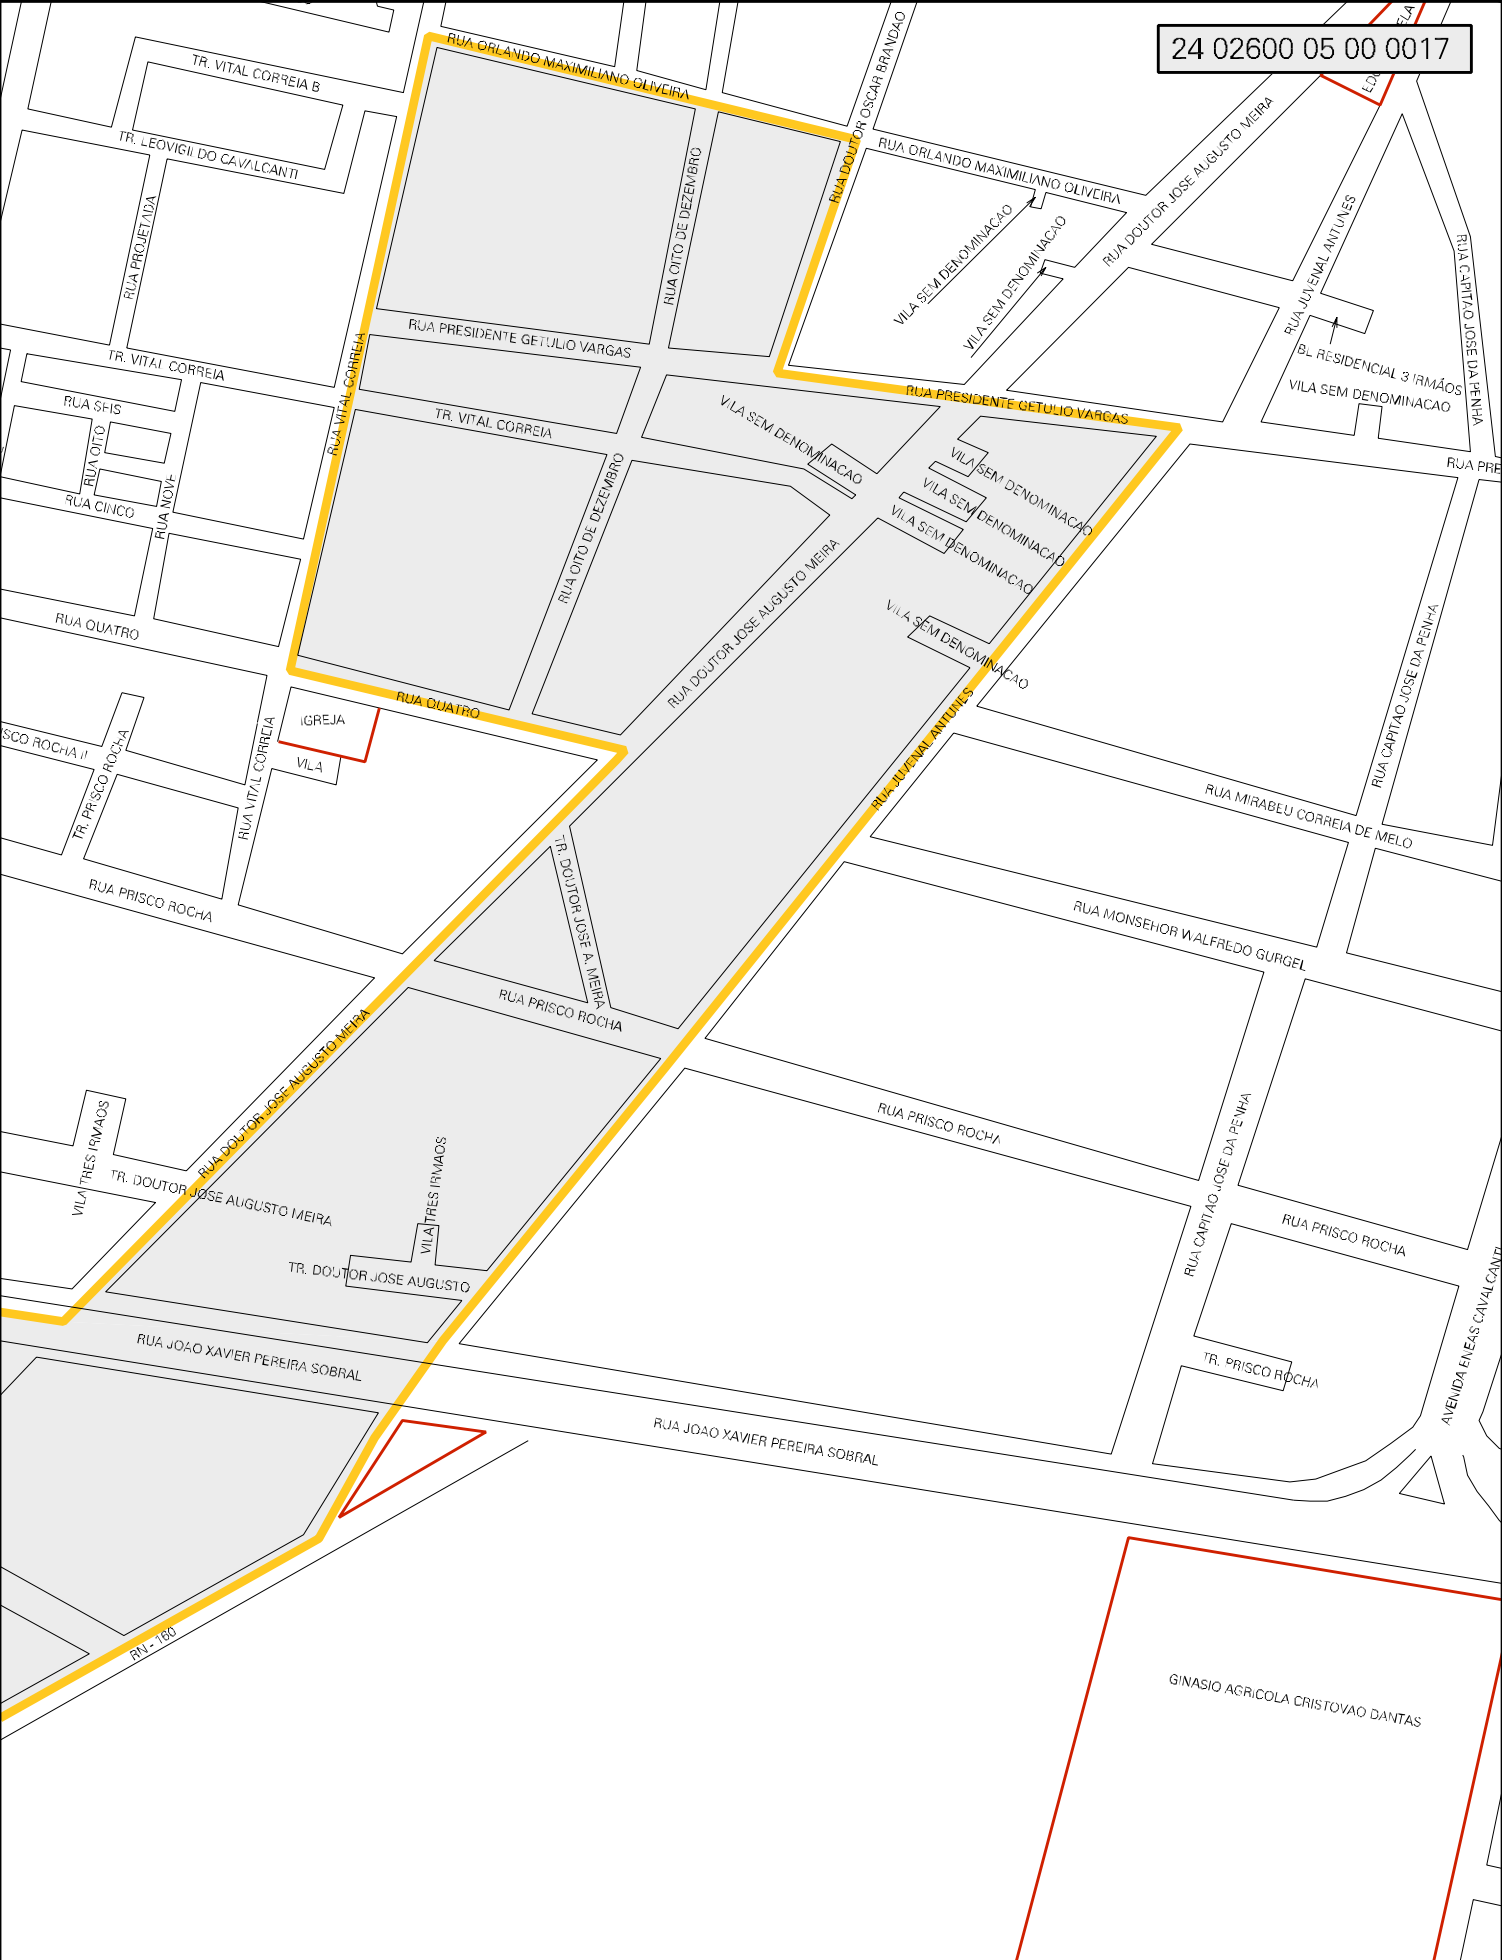 24 02600 05 00 0017
RUA ORLANDO MAXIMILIANO OLIVEIRA
RUA DOUTOR OSCAR BRANDAO
TR. VITAL CORREIA B
TR. LEOVIGILDO CAVALCANTI
RUA ORLANDO MAXIMILIANO OLIVEIRA
RUA DOUTOR JOSE AUGUSTO MEIRA
RUA PROJETADA
RUA OITO DE DEZEMBRO
VILA SEM DENOMINACAO
VILA SEM DENOMINACAO
RUA JUVENAL ANTUNES
RUA CAPITAO JOSE DA PENHA
RUA PRESIDENTE GETULIO VARGAS
BL RESIDENCIAL 3 IRMÃOS
VILA SEM DENOMINACAO
TR. VITAL CORREIA
RUA VITAL CORREIA
RUA PRESIDENTE GETULIO VARGAS
RUA SEIS
RUA OITO
TR. VITAL CORREIA
VILA SEM DENOMINACAO
VILA SEM DENOMINACAO
VILA SEM DENOMINACAO
VILA SEM DENOMINACAO
RUA PRE
RUA NOVE
RUA CINCO
RUA OITO DE DEZEMBRO
RUA DOUTOR JOSE AUGUSTO MEIRA
VILA SEM DENOMINACAO
RUA QUATRO
RUA QUATRO
IGREJA
VILA
RUA VITAL CORREIA
SCO ROCHA II
TR. PRISCO ROCHA
RUA JUVENAL ANTUNES
RUA CAPITAO JOSE DA PENHA
RUA MIRABEU CORREIA DE MELO
TR. DOUTOR JOSE A. MEIRA
RUA PRISCO ROCHA
RUA MONSEHOR WALFREDO GURGEL
RUA PRISCO ROCHA
RUA DOUTOR JOSE AUGUSTO MEIRA
RUA PRISCO ROCHA
RUA CAPITAO JOSE DA PENHA
VILA TRES IRMAOS
TR. DOUTOR JOSE AUGUSTO MEIRA
VILA TRES IRMAOS
TR. DOUTOR JOSE AUGUSTO
RUA PRISCO ROCHA
AVENIDA ENEAS CAVALCANTI
RUA JOAO XAVIER PEREIRA SOBRAL
TR. PRISCO ROCHA
RUA JOAO XAVIER PEREIRA SOBRAL
RN - 160
GINASIO AGRICOLA CRISTOVAO DANTAS